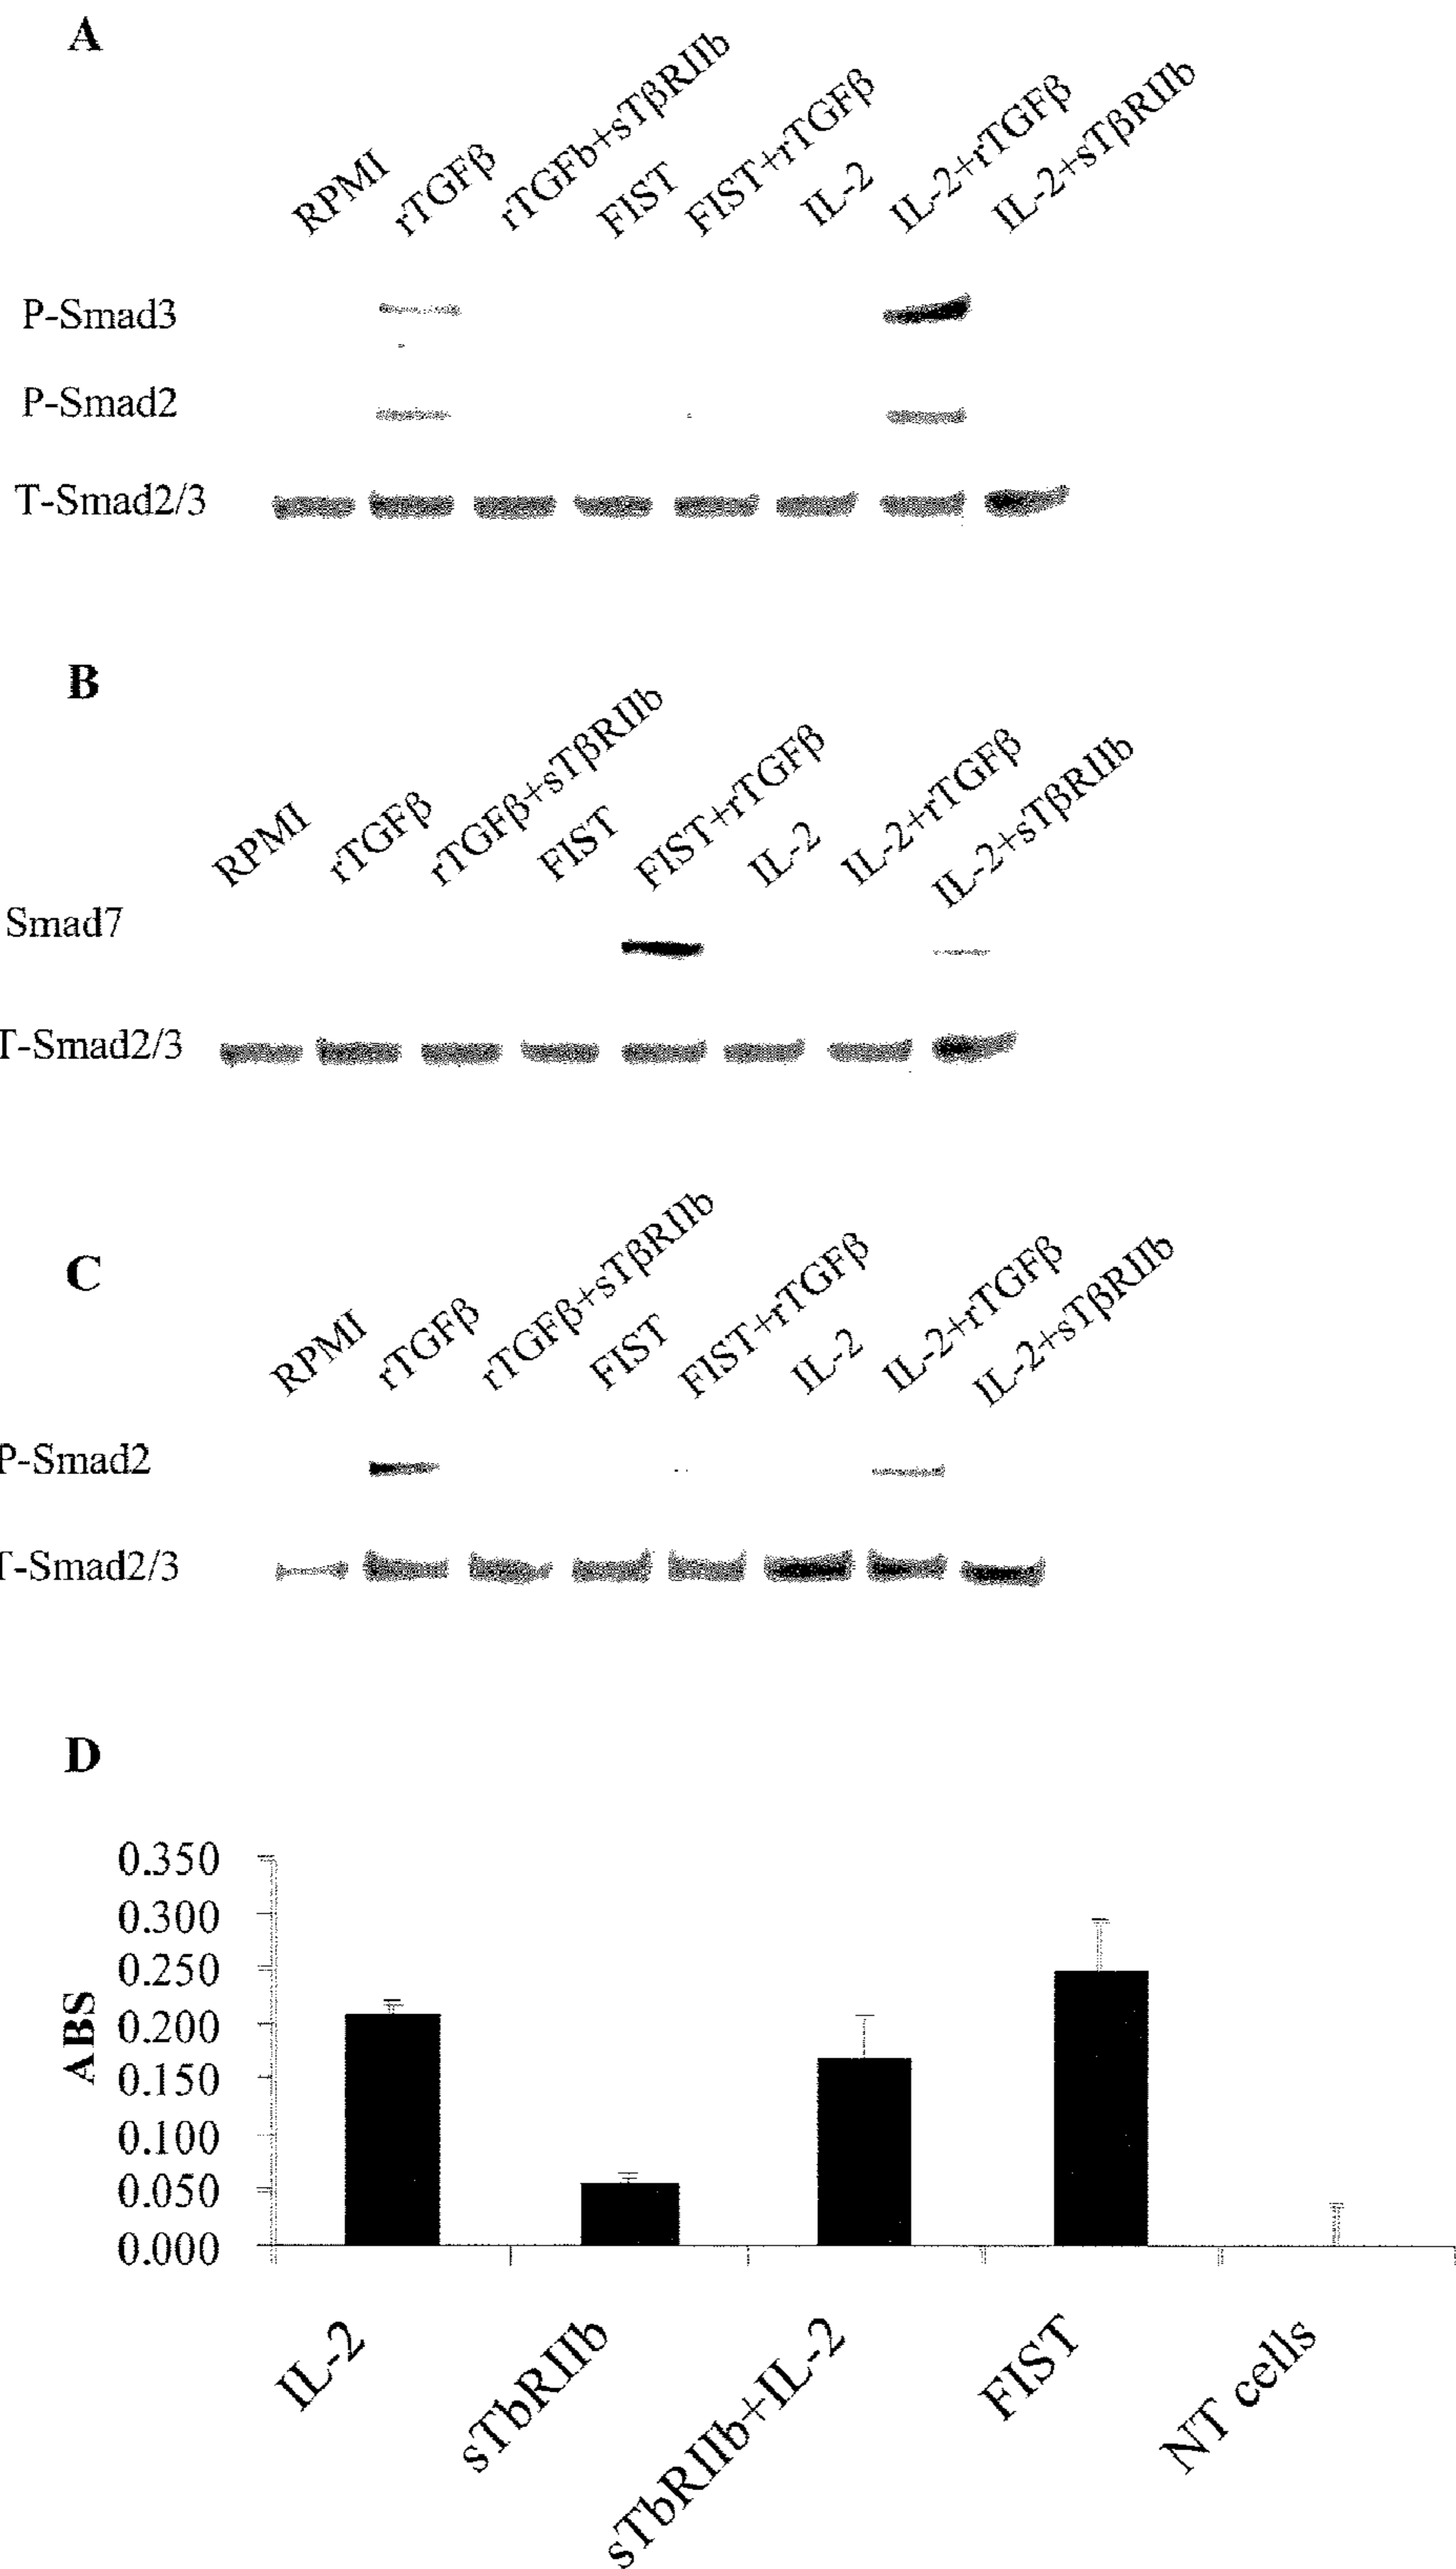 A
RPMI
rTGFβ
rTGFb+sTβRIIb
FIST
FIST+rTGFβ
IL-2
IL-2+rTGFβ
IL-2+sTβRIIb
P-Smad3
P-Smad2
T-Smad2/3
B
RPMI
rTGFβ
rTGFβ+sTβRIIb
FIST
FIST+rTGFβ
IL-2
IL-2+rTGFβ
IL-2+sTβRIIb
Smad7
T-Smad2/3
C
RPMI
rTGFβ
rTGFβ+sTβRIIb
FIST
FIST+rTGFβ
IL-2
IL-2+rTGFβ
IL-2+sTβRIIb
P-Smad2
T-Smad2/3
D
ABS
0.350
0.300
0.250
0.200
0.150
0.100
0.050
0.000
IL-2
sTbRIIb
sTbRIIb+IL-2
FIST
NT cells